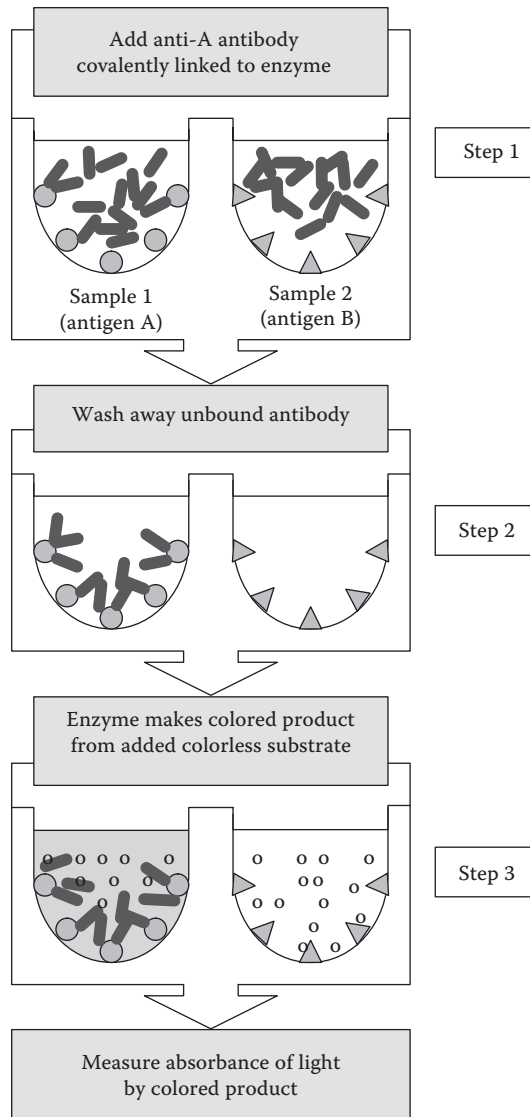 Add anti-A antibody
covalently linked to enzyme
Step 1
Sample 1
(antigen A)
Sample 2
(antigen B)
Wash away unbound antibody
Step 2
Enzyme makes colored product
from added colorless substrate
o o o o o o o o
o
o o o o
o o o
o o o
o
o o
Step 3
Measure absorbance of light
by colored product